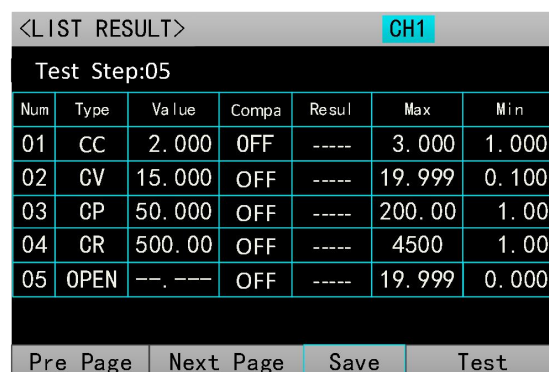 <LIST RESULT> CH1
Test Step:05
Num Type Value Compa Resul Max Min
01 CC 2.000 OFF ----- 3.000 1.000
02 CV 15.000 OFF ----- 19.999 0.100
03 CP 50.000 OFF ----- 200.00 1.00
04 CR 500.00 OFF ----- 4500 1.00
05 OPEN --.--- OFF ----- 19.999 0.000
Pre Page Next Page Save Test